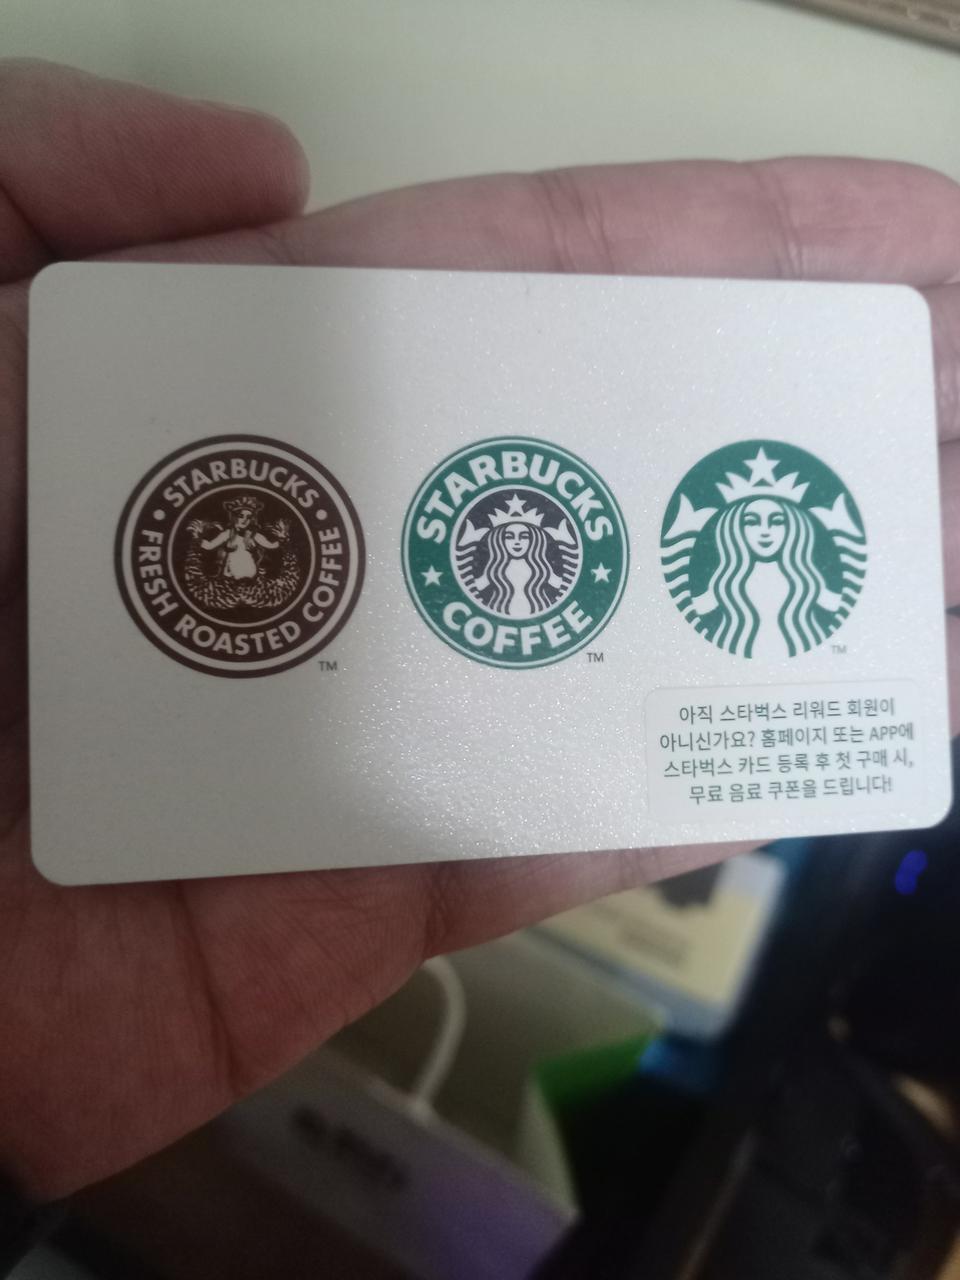 • STARBUCKS •
FRESH ROASTED COFFEE
TM
STARBUCKS
COFFEE
TM
TM
아직 스타벅스 리워드 회원이
아니신가요? 홈페이지 또는 APP에
스타벅스 카드 등록 후 첫 구매 시,
무료 음료 쿠폰을 드립니다!